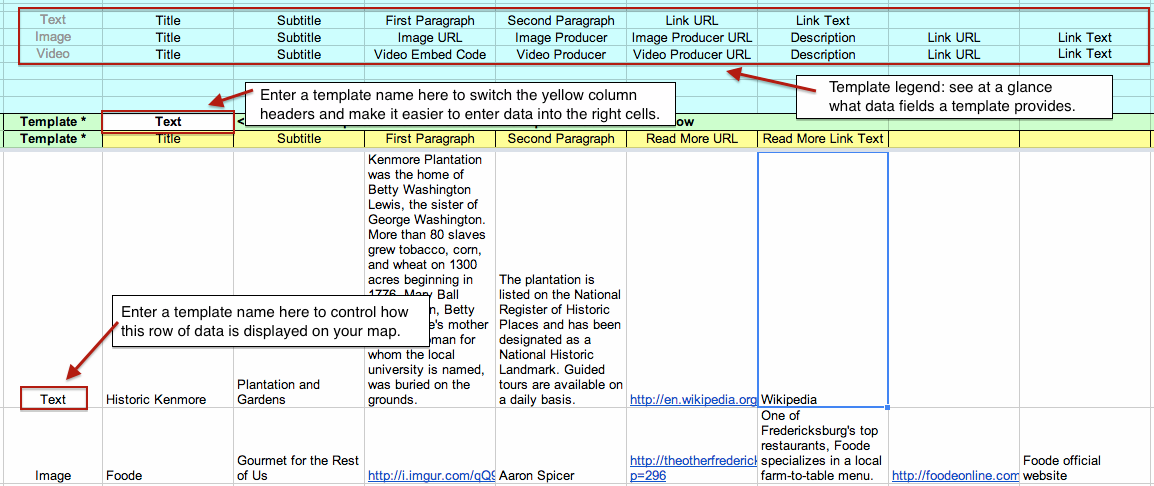 Text Title Subtitle First Paragraph Second Paragraph Link URL Link Text
Image Title Subtitle Image URL Image Producer Image Producer URL Description Link URL Link Text
Video Title Subtitle Video Embed Code Video Producer Video Producer URL Description Link URL Link Text
Enter a template name here to switch the yellow column
headers and make it easier to enter data into the right cells.
Template legend: see at a glance
what data fields a template provides.
Template * Text <
Template * Title Subtitle First Paragraph Second Paragraph Read More URL Read More Link Text
Kenmore Plantation
was the home of
Betty Washington
Lewis, the sister of
George Washington.
More than 80 slaves
grew tobacco, corn,
and wheat on 1300
acres beginning in
1776. Mary Ball
Betty
mother
for
whom the local
university is named,
was buried on the
grounds.
The plantation is
listed on the National
Register of Historic
Places and has been
designated as a
National Historic
Landmark. Guided
tours are available on
a daily basis.
Enter a template name here to control how
this row of data is displayed on your map.
Text Historic Kenmore
Plantation and
Gardens
http://en.wikipedia.org
Wikipedia
Image Foode
Gourmet for the Rest
of Us
http://i.imgur.com/qQ9
Aaron Spicer
http://theotherfrederick
p=296
One of
Fredericksburg's top
restaurants, Foode
specializes in a local
farm-to-table menu.
http://foodeonline.com
Foode official
website